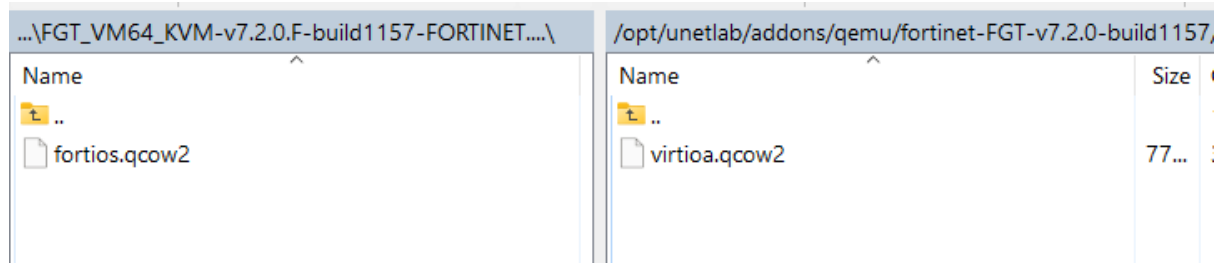 ...\FGT_VM64_KVM-v7.2.0.F-build1157-FORTINET....\
Name
..
fortios.qcow2
/opt/unetlab/addons/qemu/fortinet-FGT-v7.2.0-build1157/
Name Size
..
virtioa.qcow2 77...